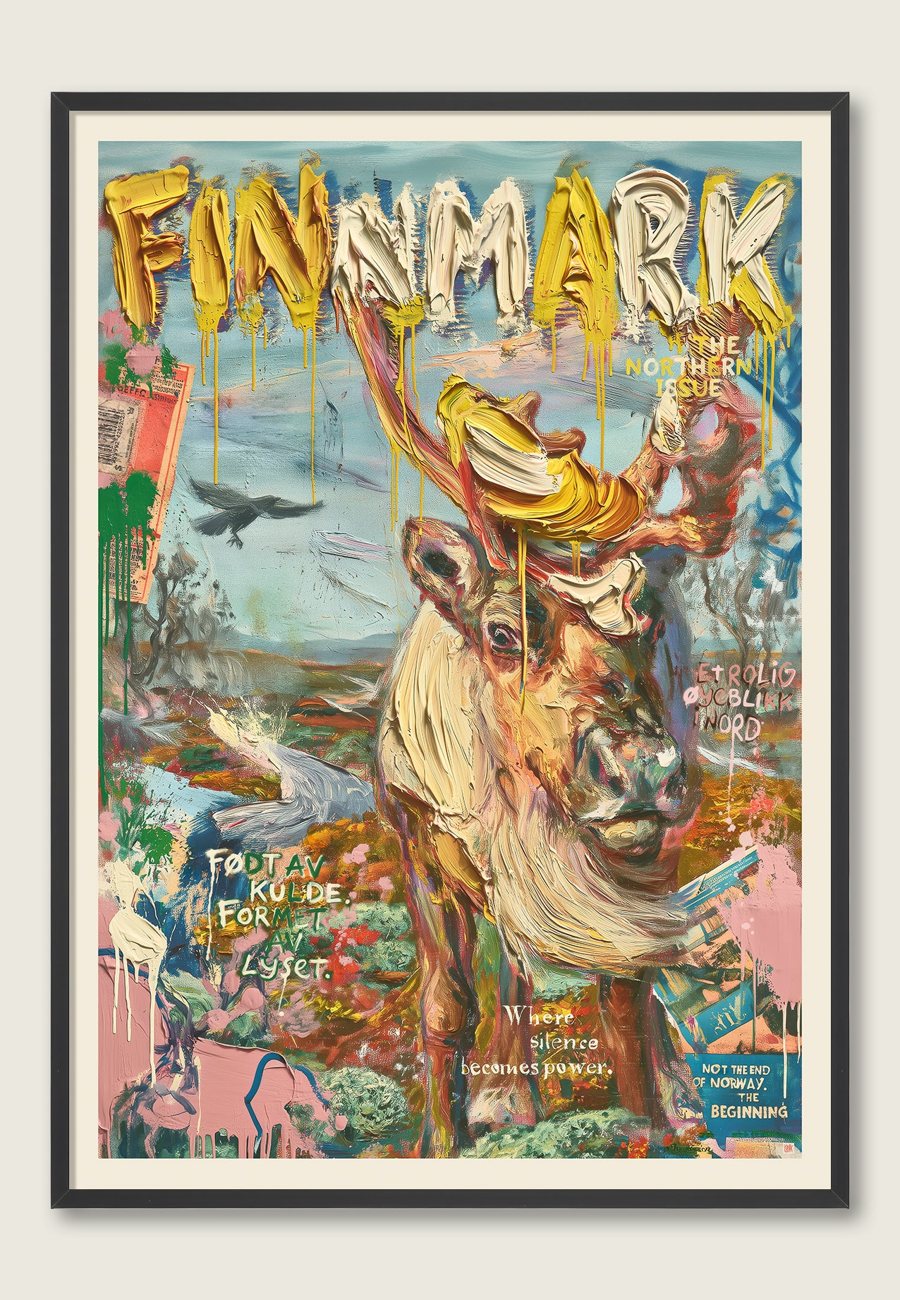 FINNMARK
THE
NORTHERN
ISSUE
ET ROLIG
ØYEBLIKK
I NORD
FØDT AV
KULDE.
FORMET
AV
LYSET.
Where
silence
becomes power.
NOT THE END
OF NORWAY.
THE
BEGINNING